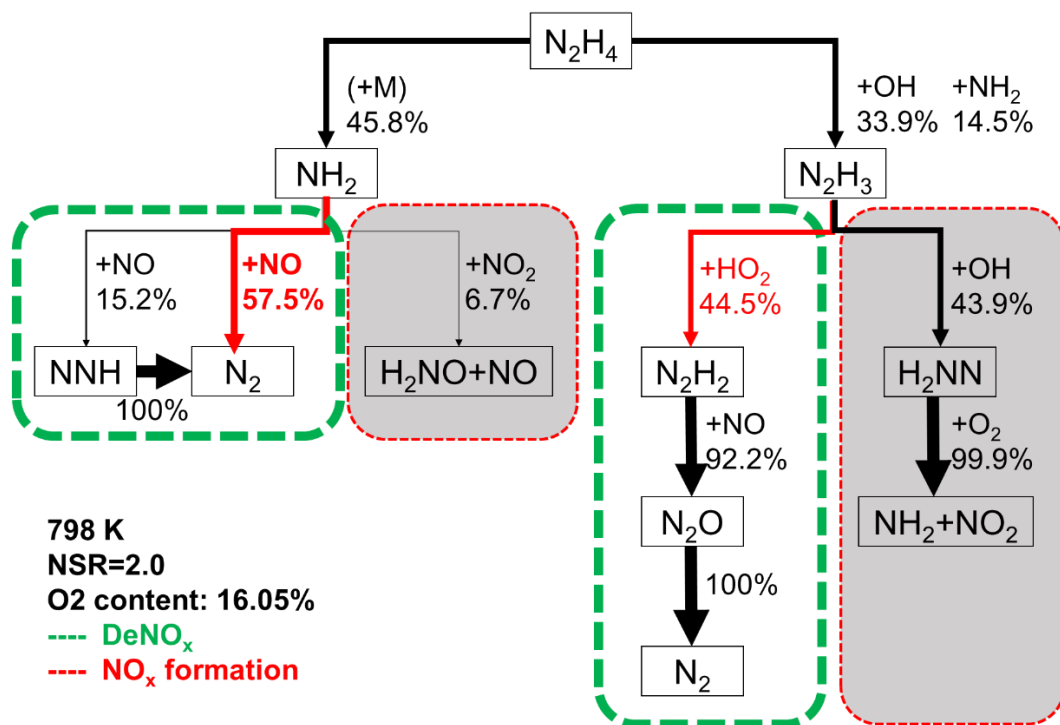 N₂H₄
(+M)
45.8%
+OH +NH₂
33.9% 14.5%
NH₂
N₂H₃
+NO
15.2%
+NO
57.5%
+NO₂
6.7%
+HO₂
44.5%
+OH
43.9%
NNH
N₂
H₂NO+NO
N₂H₂
H₂NN
100%
+NO
92.2%
+O₂
99.9%
N₂O
NH₂+NO₂
100%
N₂
798 K
NSR=2.0
O2 content: 16.05%
---- DeNOₓ
---- NOₓ formation